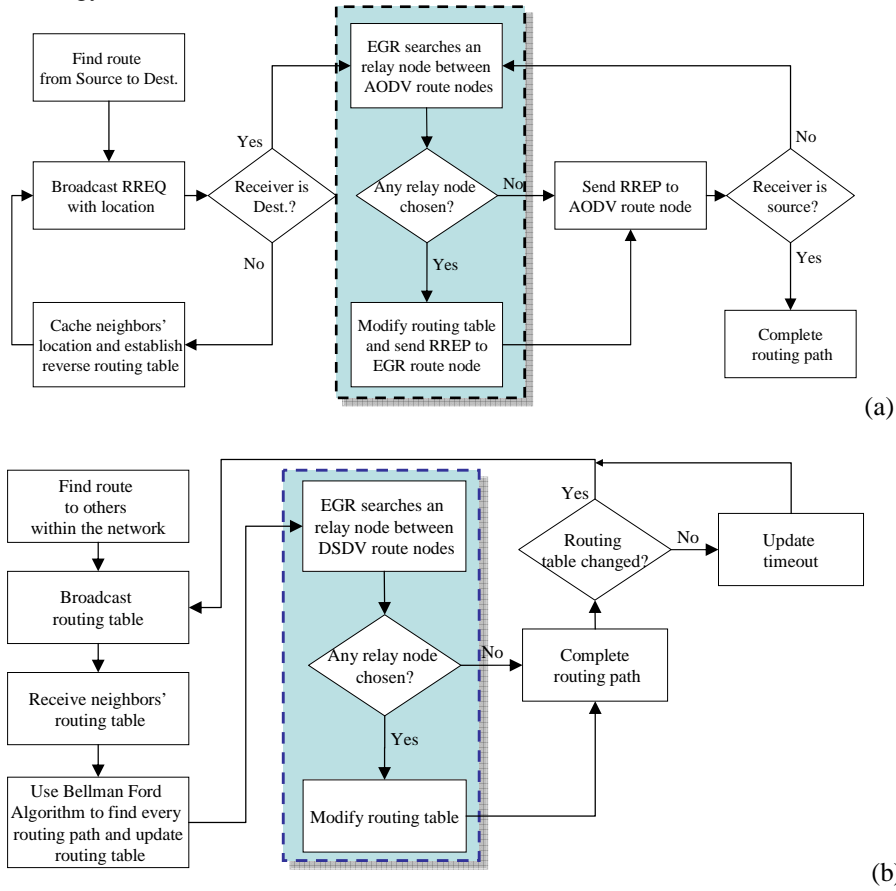 Find route
from Source to Dest.
Broadcast RREQ
with location
Cache neighbors'
location and establish
reverse routing table
Yes
Receiver is
Dest.?
No
EGR searches an
relay node between
AODV route nodes
Any relay node
chosen?
No
Yes
Modify routing table
and send RREP to
EGR route node
Send RREP to
AODV route node
No
Receiver is
source?
Yes
Complete
routing path
(a)
Find route
to others
within the network
Broadcast
routing table
Receive neighbors'
routing table
Use Bellman Ford
Algorithm to find every
routing path and update
routing table
EGR searches an
relay node between
DSDV route nodes
Any relay node
chosen?
No
Yes
Modify routing table
Complete
routing path
Yes
Routing
table changed?
No
Update
timeout
(b)